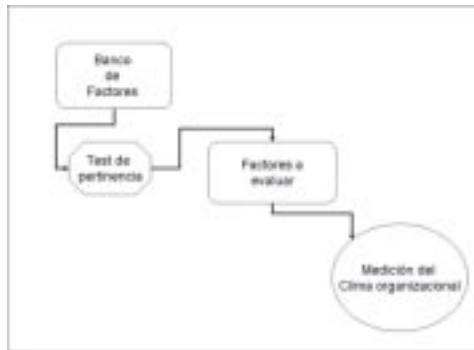 Banco
de
Factores
Test de
pertinencia
Factores a
evaluar
Medición del
Clima organizacional